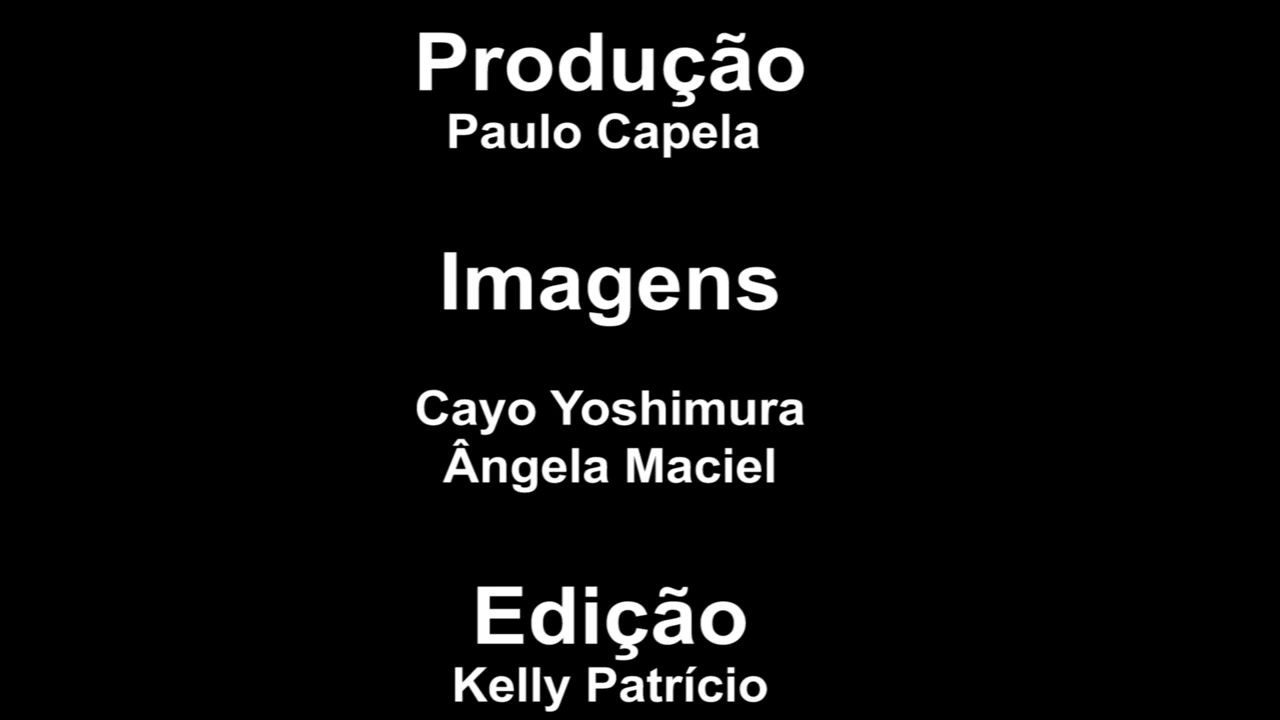 Produção
Paulo Capela
Imagens
Cayo Yoshimura
Ângela Maciel
Edição
Kelly Patrício